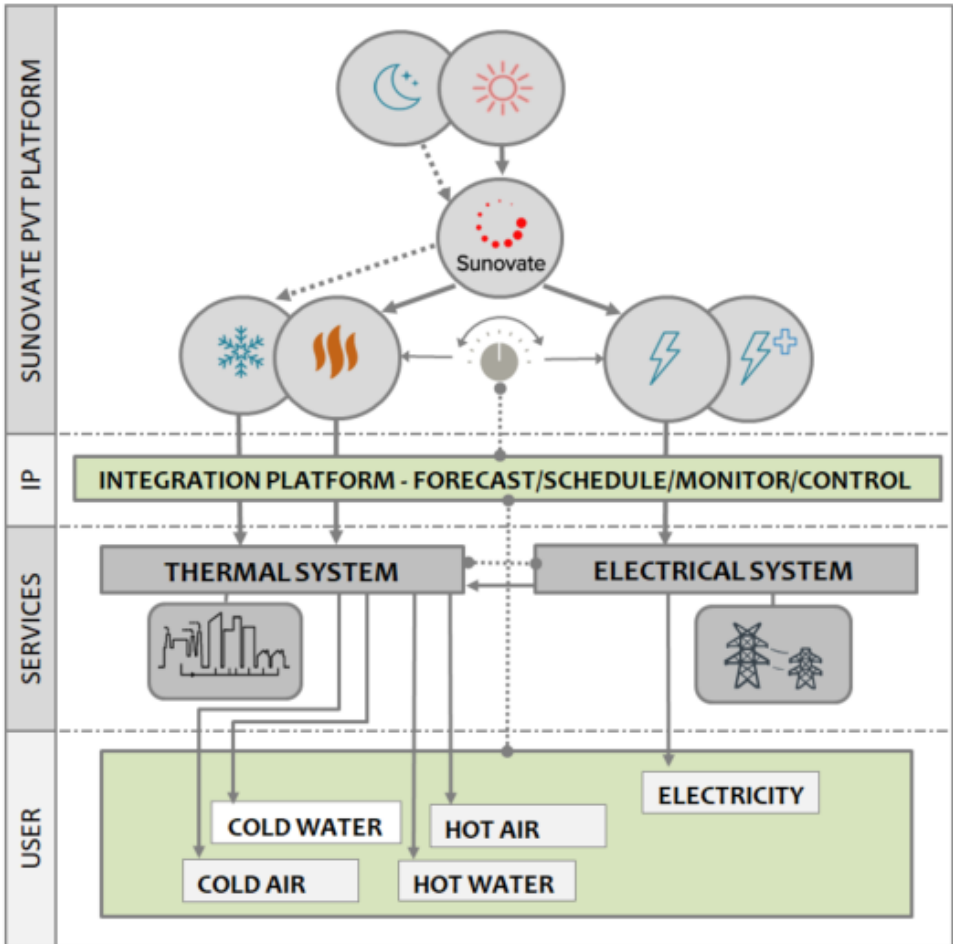 SUNOVATE PVT PLATFORM
Sunovate
IP
INTEGRATION PLATFORM - FORECAST/SCHEDULE/MONITOR/CONTROL
SERVICES
THERMAL SYSTEM
ELECTRICAL SYSTEM
USER
ELECTRICITY
COLD WATER
HOT AIR
COLD AIR
HOT WATER